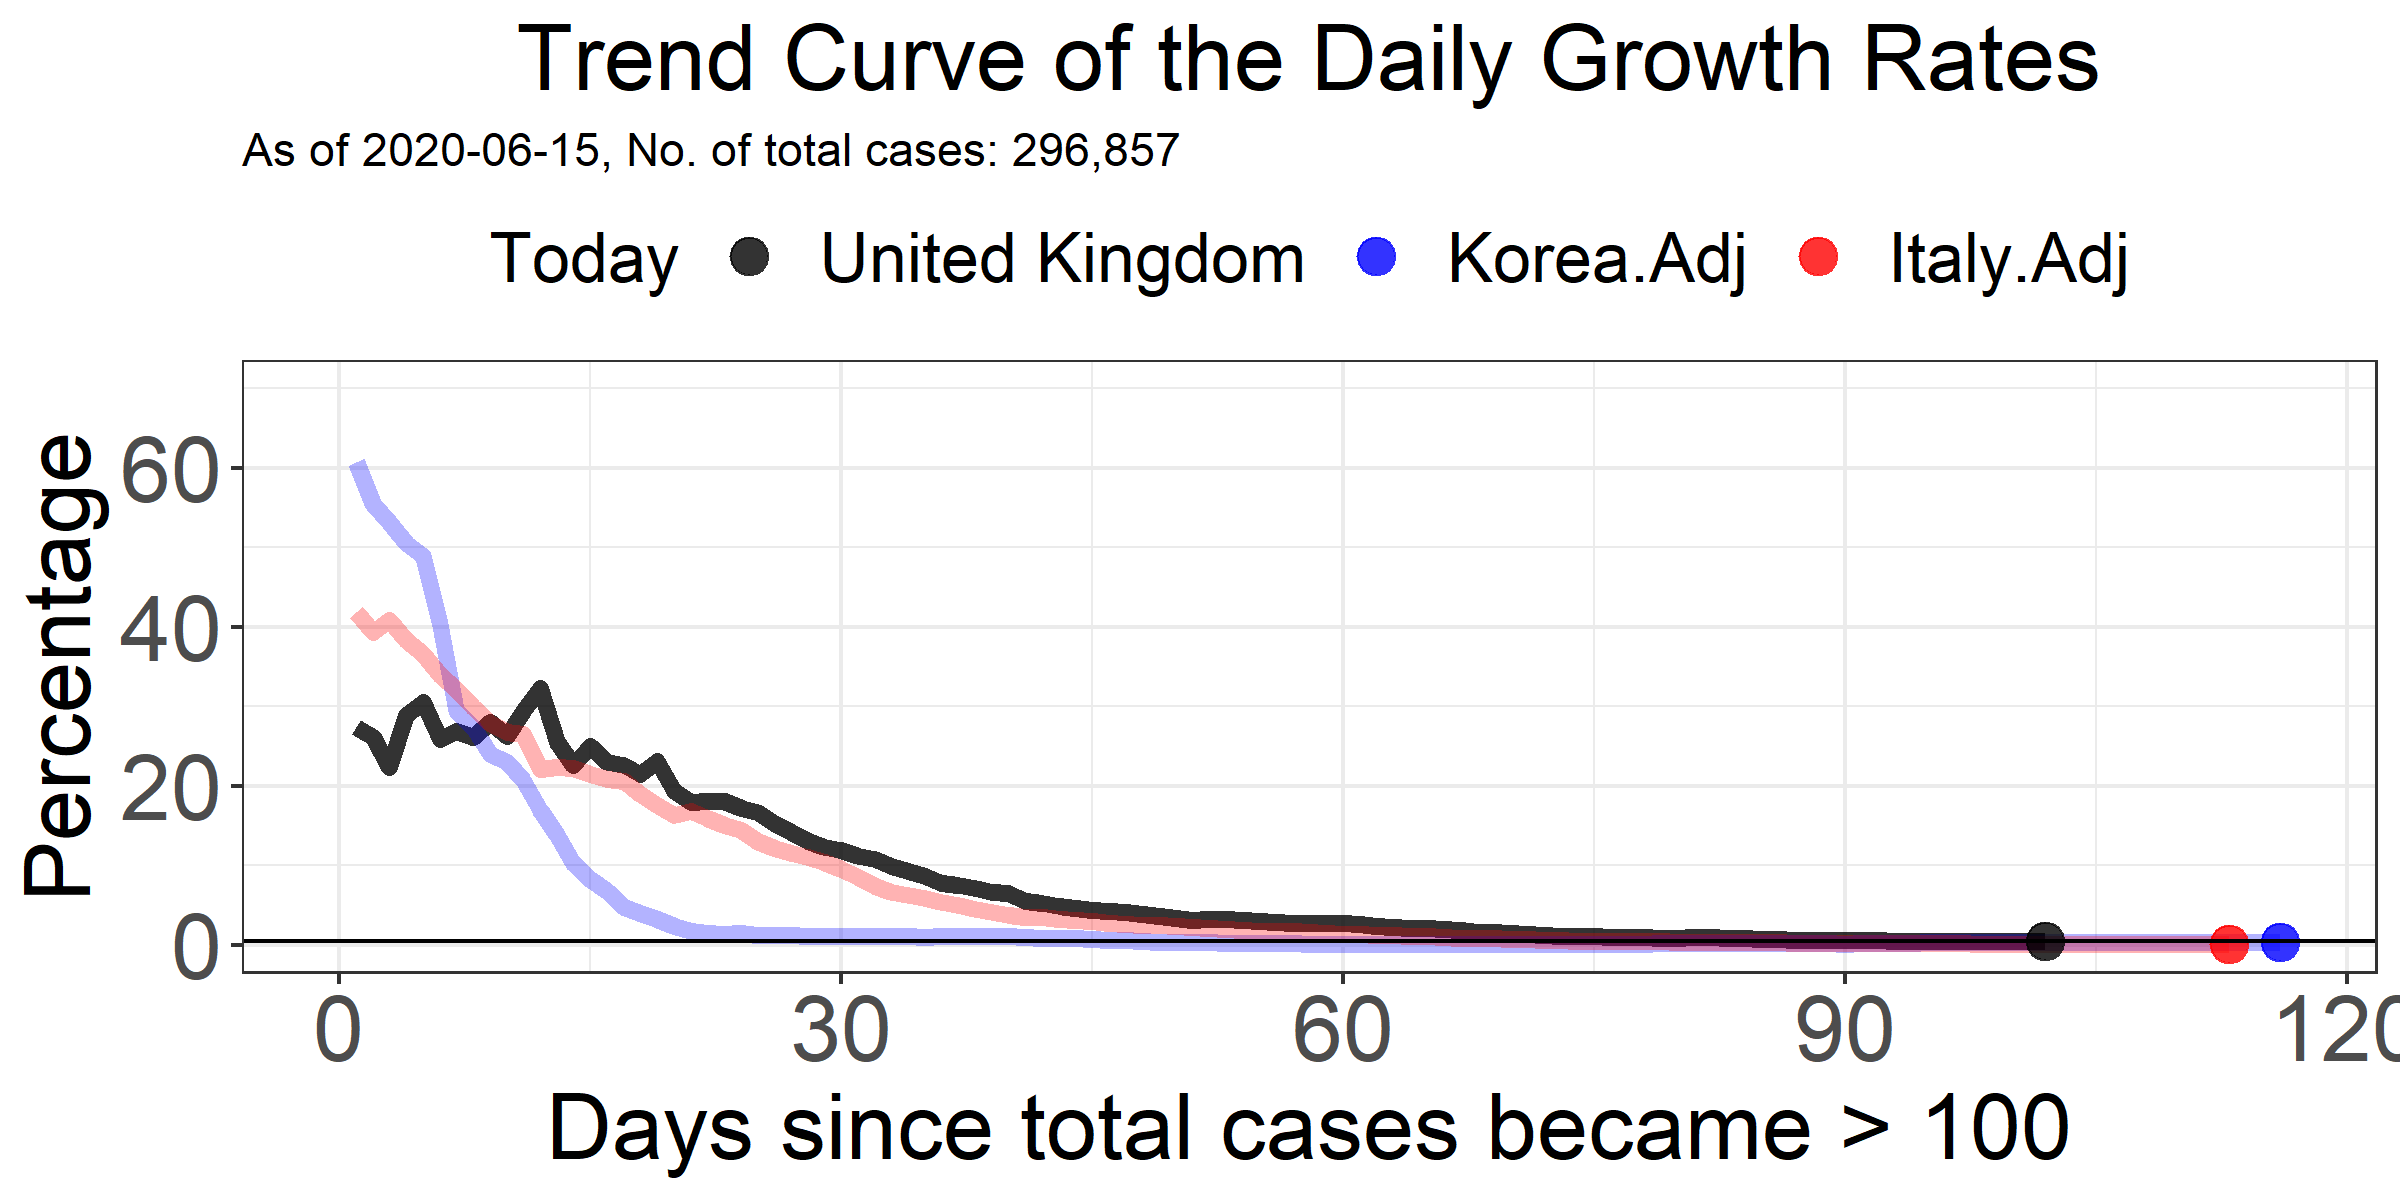 Trend Curve of the Daily Growth Rates
As of 2020-06-15, No. of total cases: 296,857
Today United Kingdom Korea.Adj Italy.Adj
Percentage
60
40
20
0
0 30 60 90 120
Days since total cases became > 100